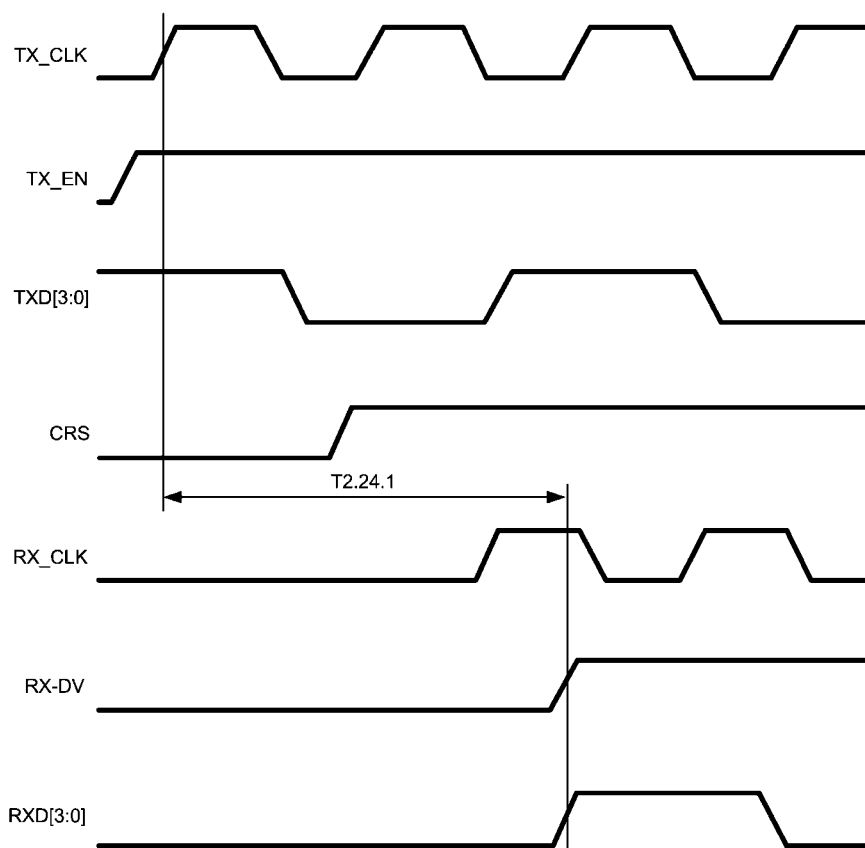 TX_CLK
TX_EN
TXD[3:0]
CRS
T2.24.1
RX_CLK
RX-DV
RXD[3:0]